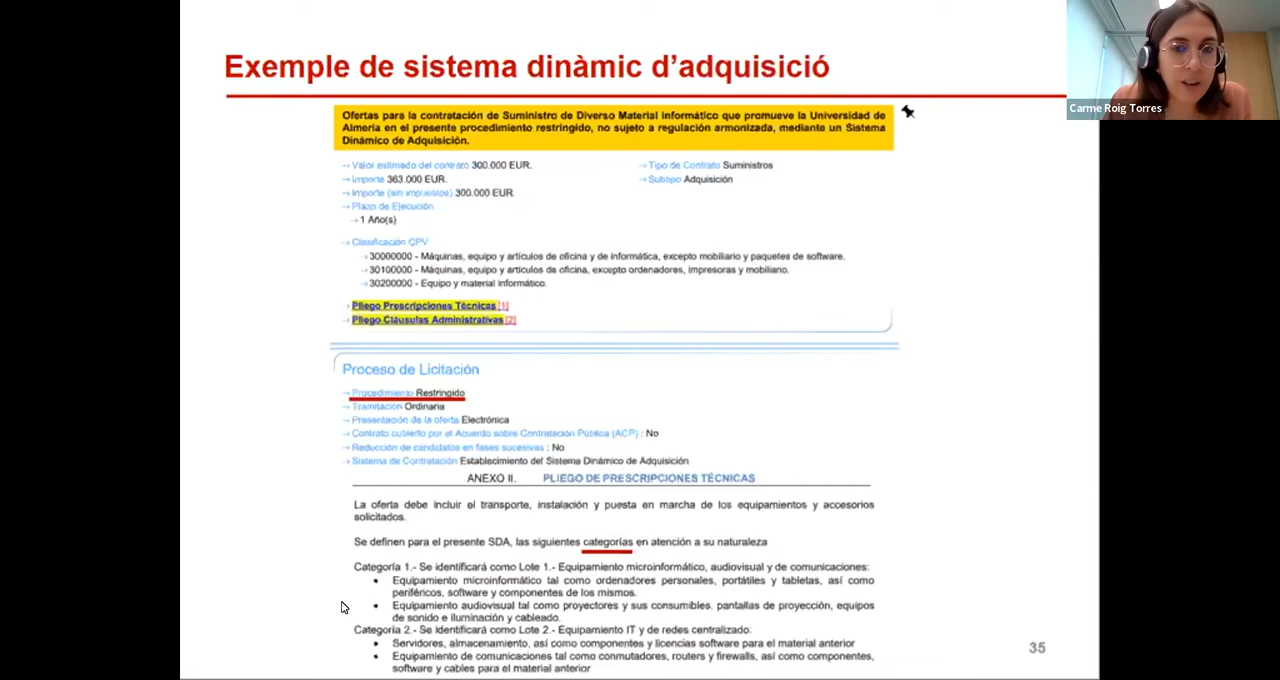 Exemple de sistema dinàmic d'adquisició
Carme Roig Torres
Ofertas para la contratación de Suministro de Diverso Material informático que promueve la Universidad de
Almería en el presente procedimiento restringido, no sujeto a regulación armonizada, mediante un Sistema
Dinámico de Adquisición.
Valor estimado del contrato 300.000 EUR.
Importe 363.000 EUR.
Importe (sin impuestos) 300.000 EUR.
Plazo de Ejecución
1 Año(s)
Tipo de Contrato Suministros
Subtipo Adquisición
Clasificación CPV
30000000 - Máquinas, equipo y artículos de oficina y de informática, excepto mobiliario y paquetes de software.
30100000 - Máquinas, equipo y artículos de oficina, excepto ordenadores, impresoras y mobiliario.
30200000 - Equipo y material informático.
Pliego Prescripciones Técnicas [1]
Pliego Cláusulas Administrativas [2]
Proceso de Licitación
Procedimiento Restringido
Tramitación Ordinaria
Presentación de la oferta Electrónica
Contrato cubierto por el Acuerdo sobre Contratación Pública (ACP) : No
Reducción de candidatos en fases sucesivas : No
Sistema de Contratación Establecimiento del Sistema Dinámico de Adquisición
ANEXO II. PLIEGO DE PRESCRIPCIONES TÉCNICAS
La oferta debe incluir el transporte, instalación y puesta en marcha de los equipamientos y accesorios
solicitados.
Se definen para el presente SDA, las siguientes categorías en atención a su naturaleza
Categoría 1.- Se identificará como Lote 1.- Equipamiento microinformático, audiovisual y de comunicaciones:
• Equipamiento microinformático tal como ordenadores personales, portátiles y tabletas, así como
periféricos, software y componentes de los mismos.
• Equipamiento audiovisual tal como proyectores y sus consumibles, pantallas de proyección, equipos
de sonido e iluminación y cableado.
Categoría 2.- Se identificará como Lote 2.- Equipamiento IT y de redes centralizado:
• Servidores, almacenamiento, así como componentes y licencias software para el material anterior
• Equipamiento de comunicaciones tal como conmutadores, routers y firewalls, así como componentes,
software y cables para el material anterior
35